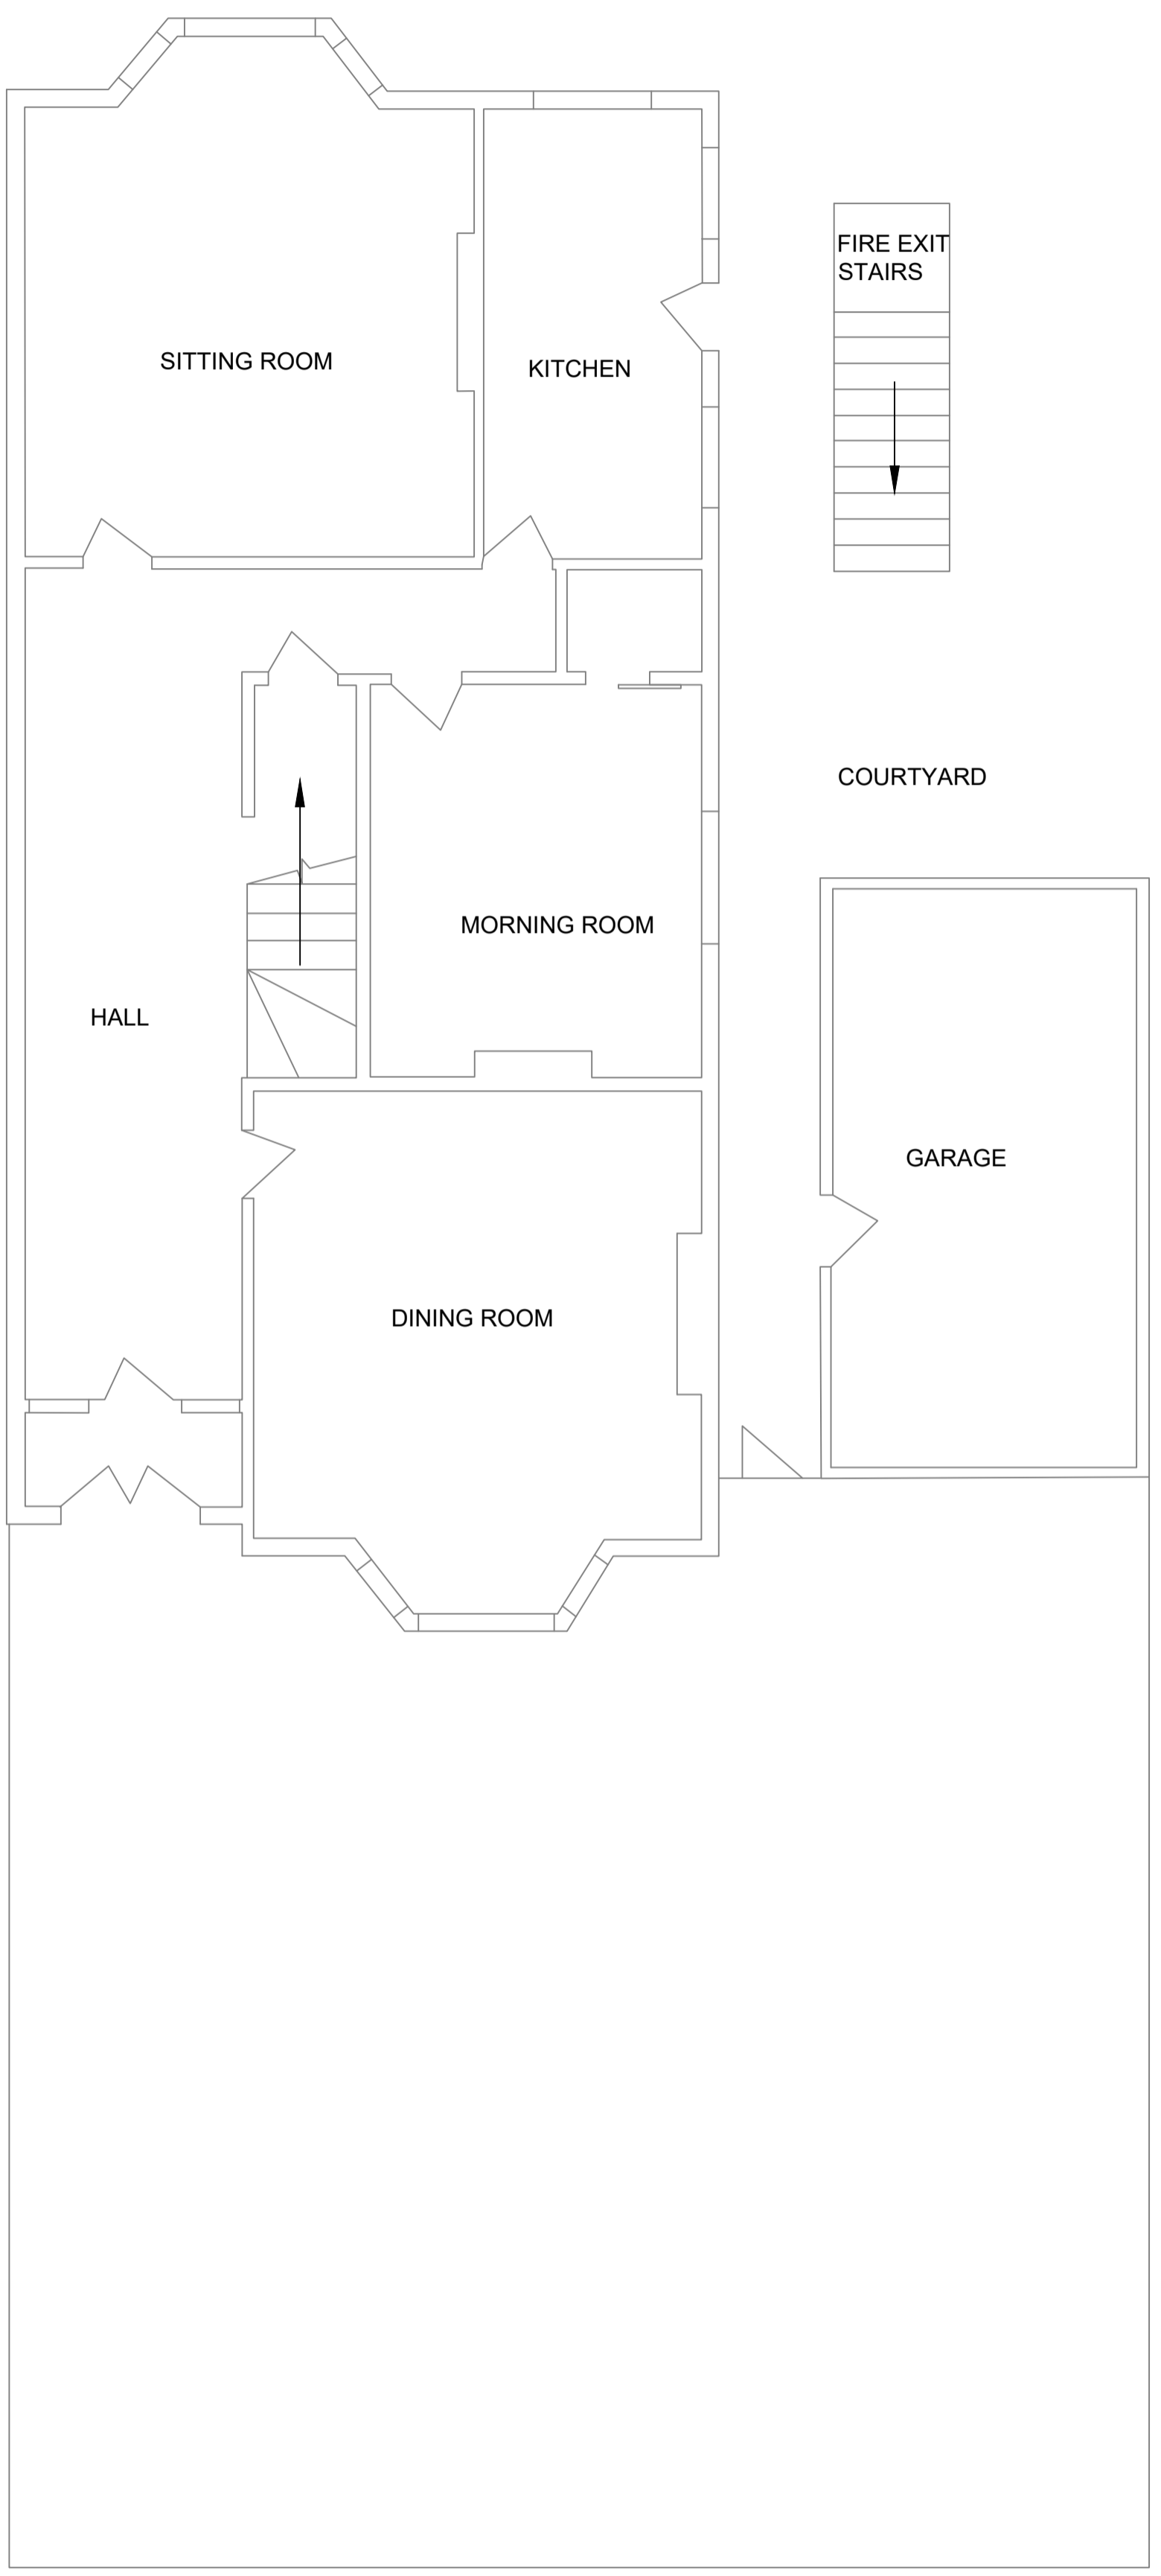 FIRE EXIT
STAIRS
SITTING ROOM
KITCHEN
COURTYARD
MORNING ROOM
HALL
GARAGE
DINING ROOM